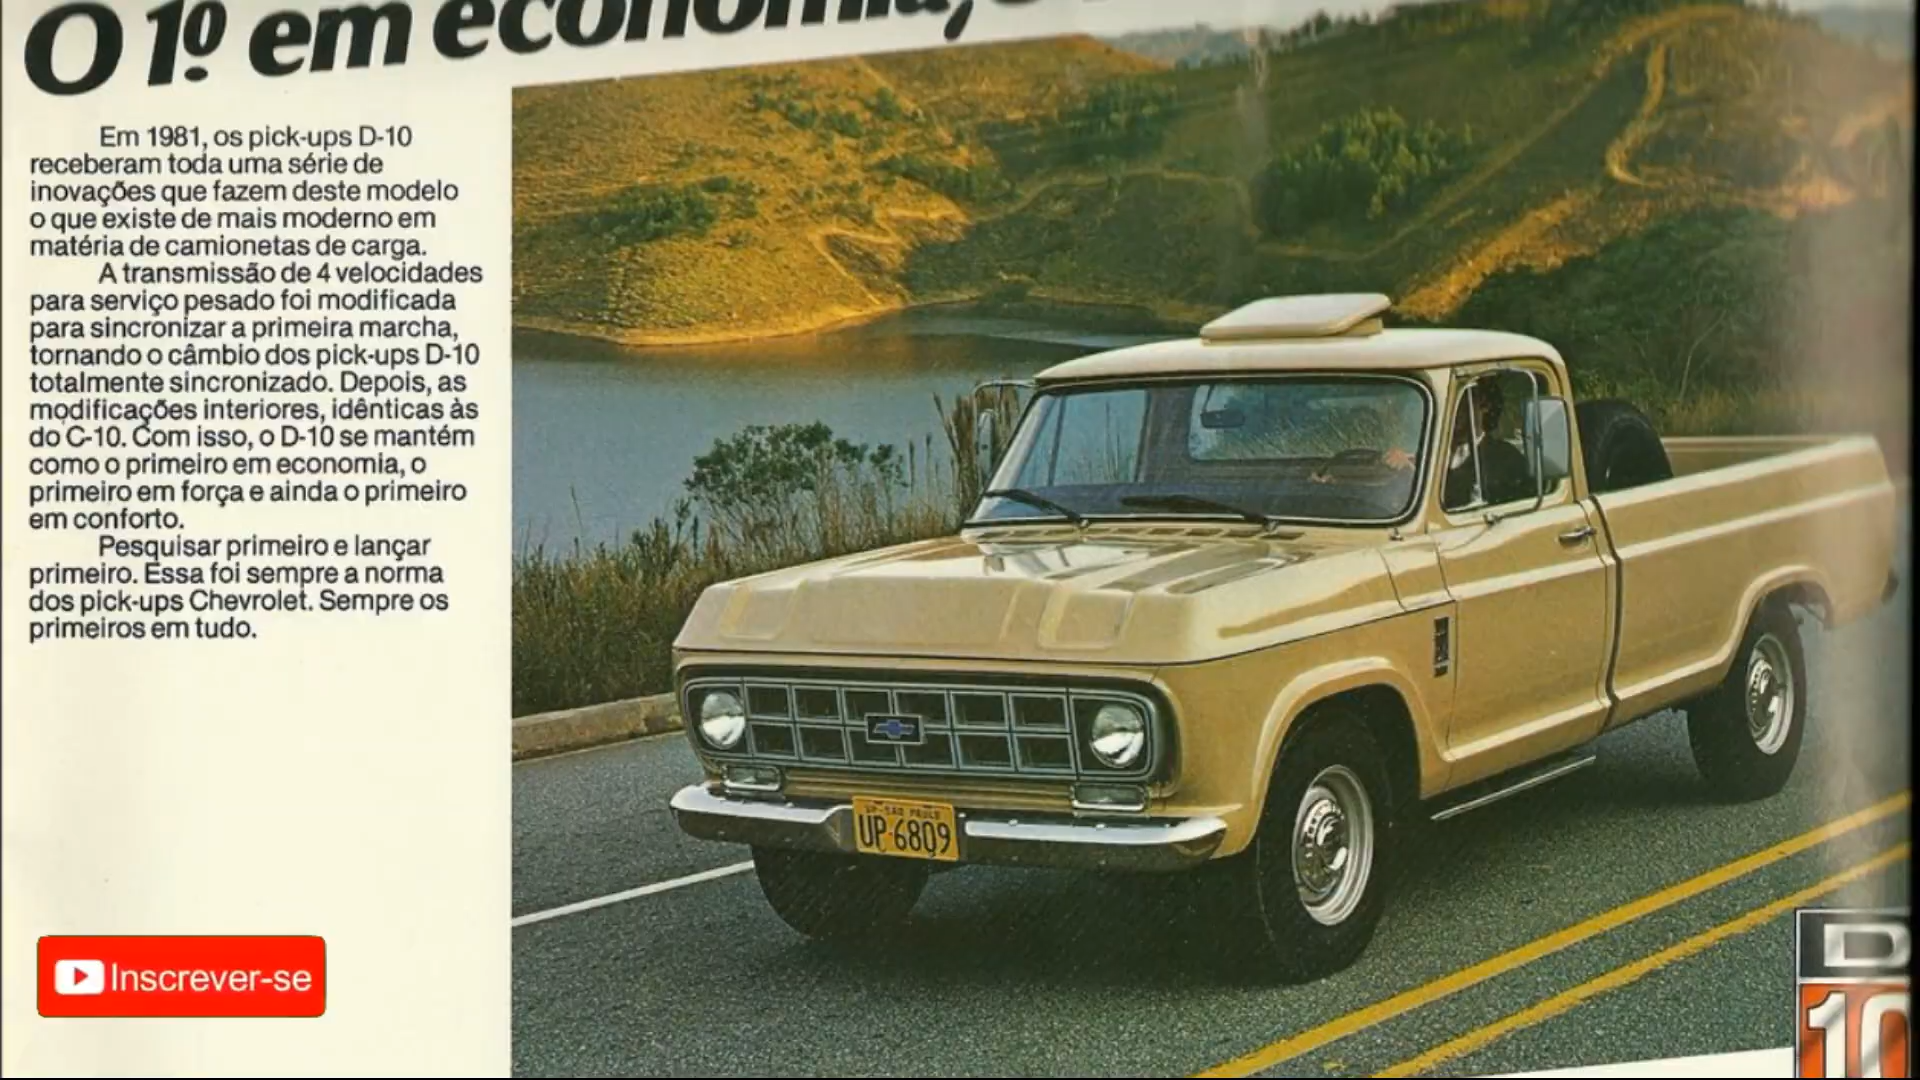 O 1º em economia,
Em 1981, os pick-ups D-10
receberam toda uma série de
inovações que fazem deste modelo
o que existe de mais moderno em
matéria de camionetas de carga.
A transmissão de 4 velocidades
para serviço pesado foi modificada
para sincronizar a primeira marcha,
tornando o câmbio dos pick-ups D-10
totalmente sincronizado. Depois, as
modificações interiores, idênticas às
do C-10. Com isso, o D-10 se mantém
como o primeiro em economia, o
primeiro em força e ainda o primeiro
em conforto.
Pesquisar primeiro e lançar
primeiro. Essa foi sempre a norma
dos pick-ups Chevrolet. Sempre os
primeiros em tudo.
SÃO PAULO
UP-6809
D
10
Inscrever-se